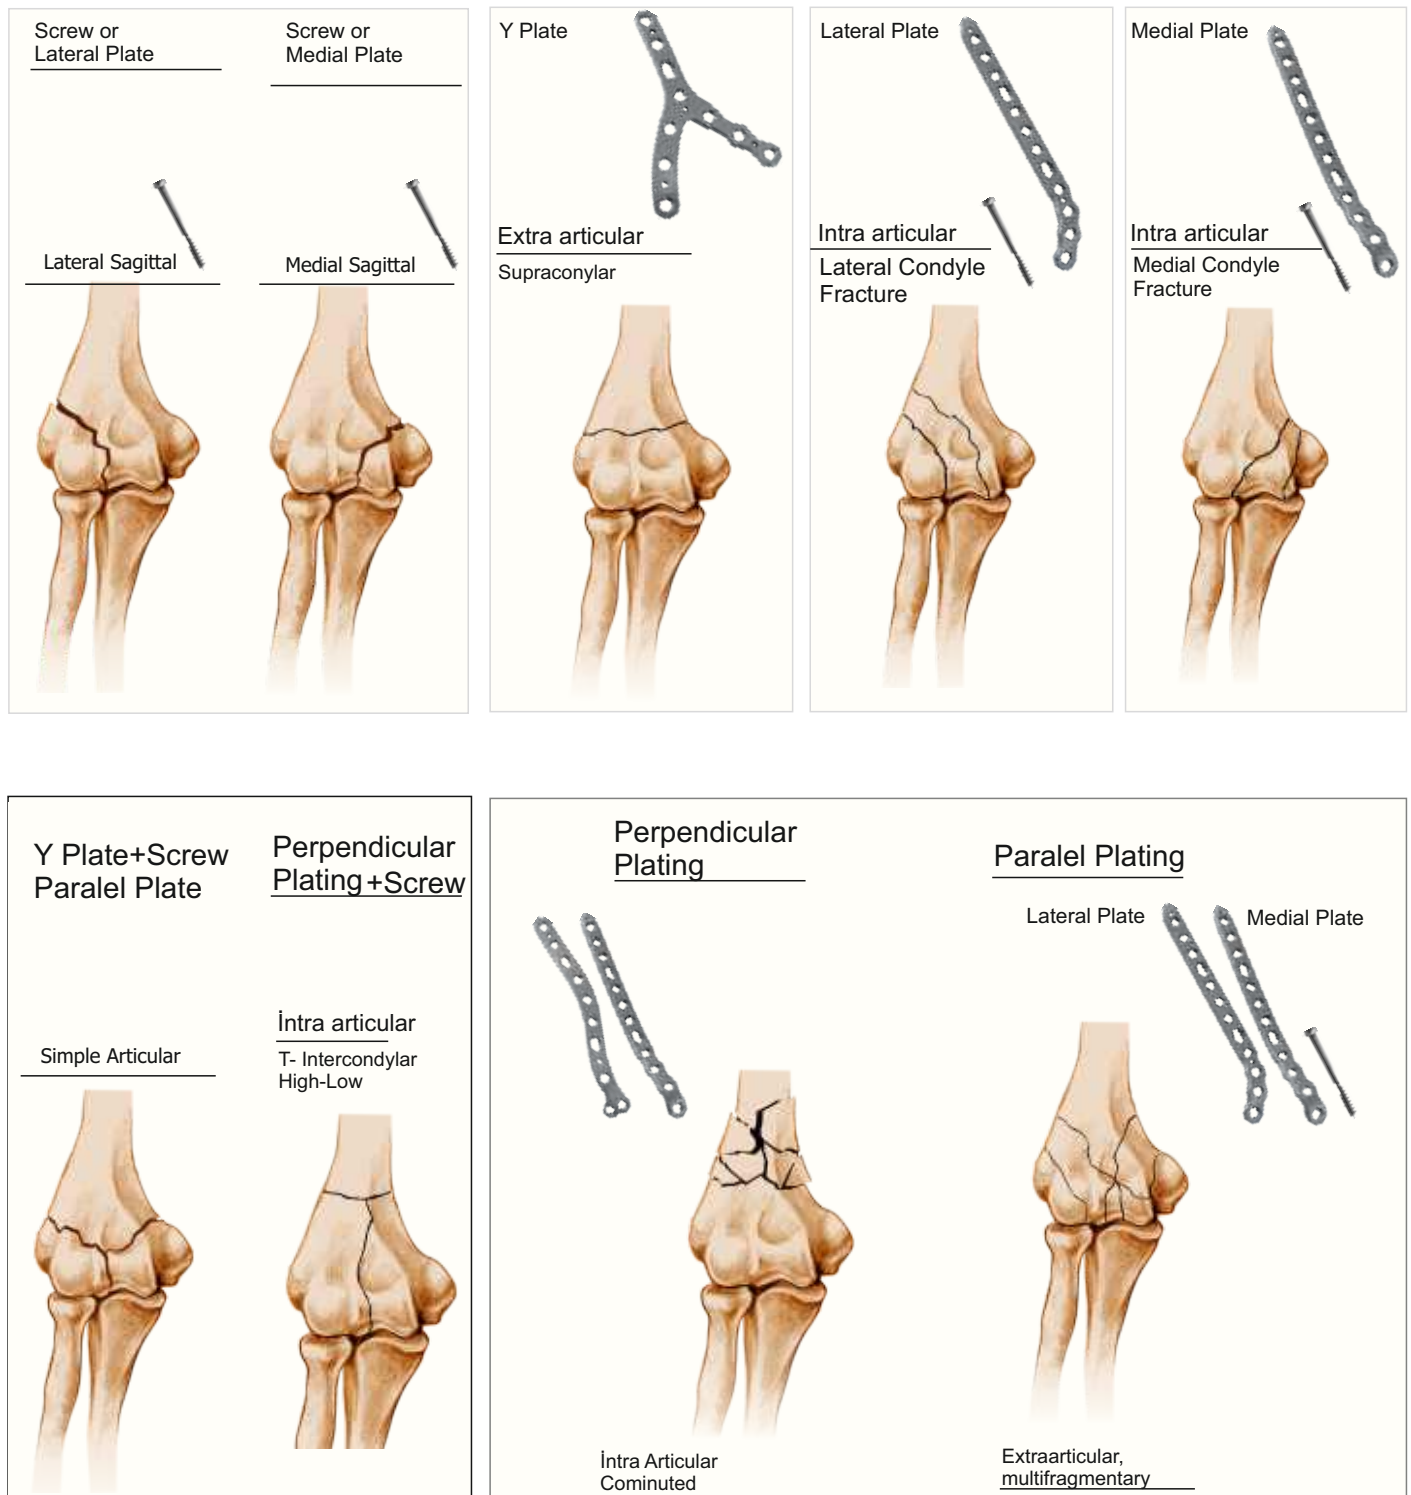 Screw or
Lateral Plate
Lateral Sagittal
Screw or
Medial Plate
Medial Sagittal
Y Plate
Extra articular
Supraconylar
Lateral Plate
Intra articular
Lateral Condyle
Fracture
Medial Plate
Intra articular
Medial Condyle
Fracture
Y Plate+Screw
Paralel Plate
Simple Articular
Perpendicular
Plating +Screw
İntra articular
T- Intercondylar
High-Low
Perpendicular
Plating
İntra Articular
Cominuted
Paralel Plating
Lateral Plate
Medial Plate
Extraarticular,
multifragmentary